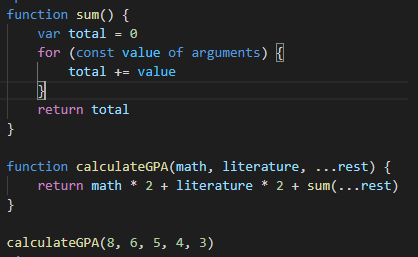 function sum() {
    var total = 0
    for (const value of arguments) {
        total += value
    }
    return total
}

function calculateGPA(math, literature, ...rest) {
    return math * 2 + literature * 2 + sum(...rest)
}

calculateGPA(8, 6, 5, 4, 3)